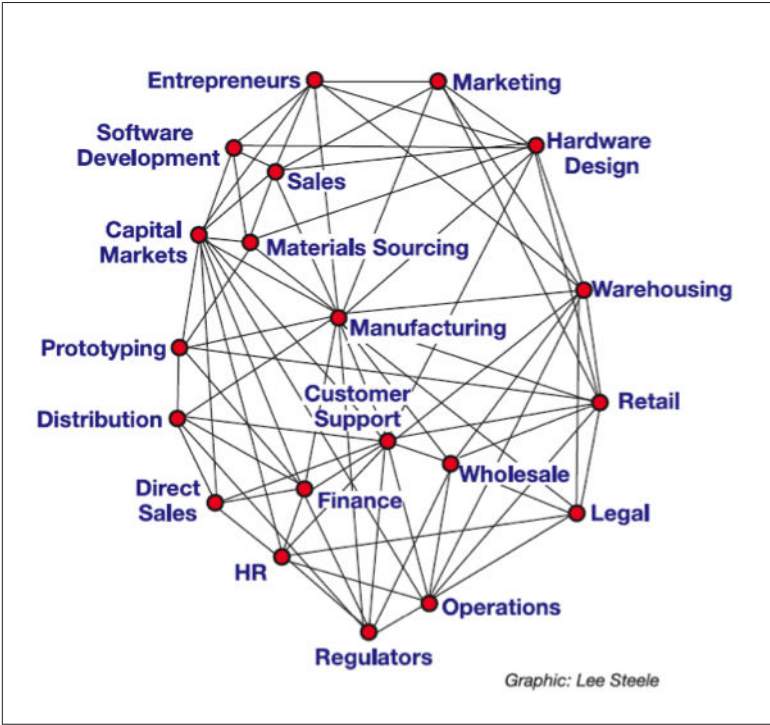 Entrepreneurs
Marketing
Software
Development
Hardware
Design
Sales
Capital
Markets
Materials Sourcing
Warehousing
Manufacturing
Prototyping
Customer
Support
Retail
Distribution
Wholesale
Direct
Sales
Finance
Legal
HR
Operations
Regulators
Graphic: Lee Steele